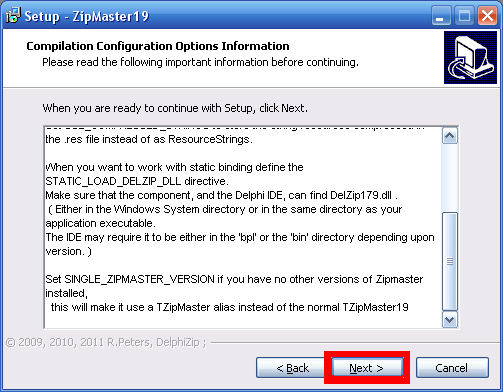 Setup - ZipMaster19
Compilation Configuration Options Information
Please read the following important information before continuing.
When you are ready to continue with Setup, click Next.
the .res file instead of as ResourceStrings.
When you want to work with static binding define the
STATIC_LOAD_DELZIP_DLL directive.
Make sure that the component, and the Delphi IDE, can find DelZip179.dll .
( Either in the Windows System directory or in the same directory as your
application executable.
The IDE may require it to be either in the 'bpl' or the 'bin' directory depending upon
version. )
Set SINGLE_ZIPMASTER_VERSION if you have no other versions of Zipmaster
installed,
this will make it use a TZipMaster alias instead of the normal TZipMaster19
© 2009, 2010, 2011 R.Peters, DelphiZip ;
< Back
Next >
Cancel